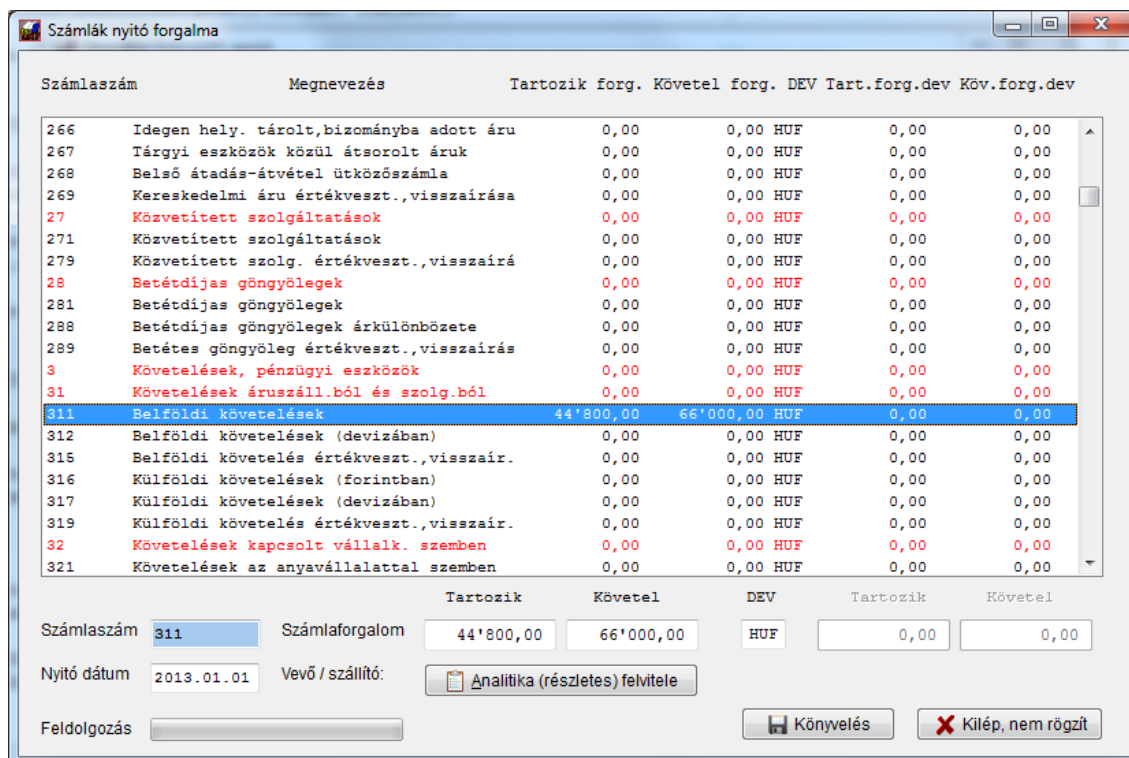 Számlák nyitó forgalma
Számlaszám Megnevezés Tartozik forg. Követel forg. DEV Tart.forg.dev Köv.forg.dev
266 Idegen hely. tárolt,bizományba adott áru 0,00 0,00 HUF 0,00 0,00
267 Tárgyi eszközök közül átsorolt áruk 0,00 0,00 HUF 0,00 0,00
268 Belső átadás-átvétel ütközőszámla 0,00 0,00 HUF 0,00 0,00
269 Kereskedelmi áru értékveszt.,visszaírása 0,00 0,00 HUF 0,00 0,00
27 Közvetített szolgáltatások 0,00 0,00 HUF 0,00 0,00
271 Közvetített szolgáltatások 0,00 0,00 HUF 0,00 0,00
279 Közvetített szolg. értékveszt.,visszaírá 0,00 0,00 HUF 0,00 0,00
28 Betétdíjas göngyölegek 0,00 0,00 HUF 0,00 0,00
281 Betétdíjas göngyölegek 0,00 0,00 HUF 0,00 0,00
288 Betétdíjas göngyölegek árkülönbözete 0,00 0,00 HUF 0,00 0,00
289 Betétes göngyöleg értékveszt.,visszaírás 0,00 0,00 HUF 0,00 0,00
3 Követelések, pénzügyi eszközök 0,00 0,00 HUF 0,00 0,00
31 Követelések áruszáll.ból és szolg.ból 0,00 0,00 HUF 0,00 0,00
311 Belföldi követelések 44'800,00 66'000,00 HUF 0,00 0,00
312 Belföldi követelések (devizában) 0,00 0,00 HUF 0,00 0,00
315 Belföldi követelés értékveszt.,visszaír. 0,00 0,00 HUF 0,00 0,00
316 Külföldi követelések (forintban) 0,00 0,00 HUF 0,00 0,00
317 Külföldi követelések (devizában) 0,00 0,00 HUF 0,00 0,00
319 Külföldi követelés értékveszt.,visszaír. 0,00 0,00 HUF 0,00 0,00
32 Követelések kapcsolt vállalk. szemben 0,00 0,00 HUF 0,00 0,00
321 Követelések az anyavállalattal szemben 0,00 0,00 HUF 0,00 0,00
Tartozik Követel DEV Tartozik Követel
Számlaszám 311 Számlaforgalom 44'800,00 66'000,00 HUF 0,00 0,00
Nyitó dátum 2013.01.01 Vevő / szállító: Analitika (részletes) felvitele
Feldolgozás Könyvelés Kilép, nem rögzít